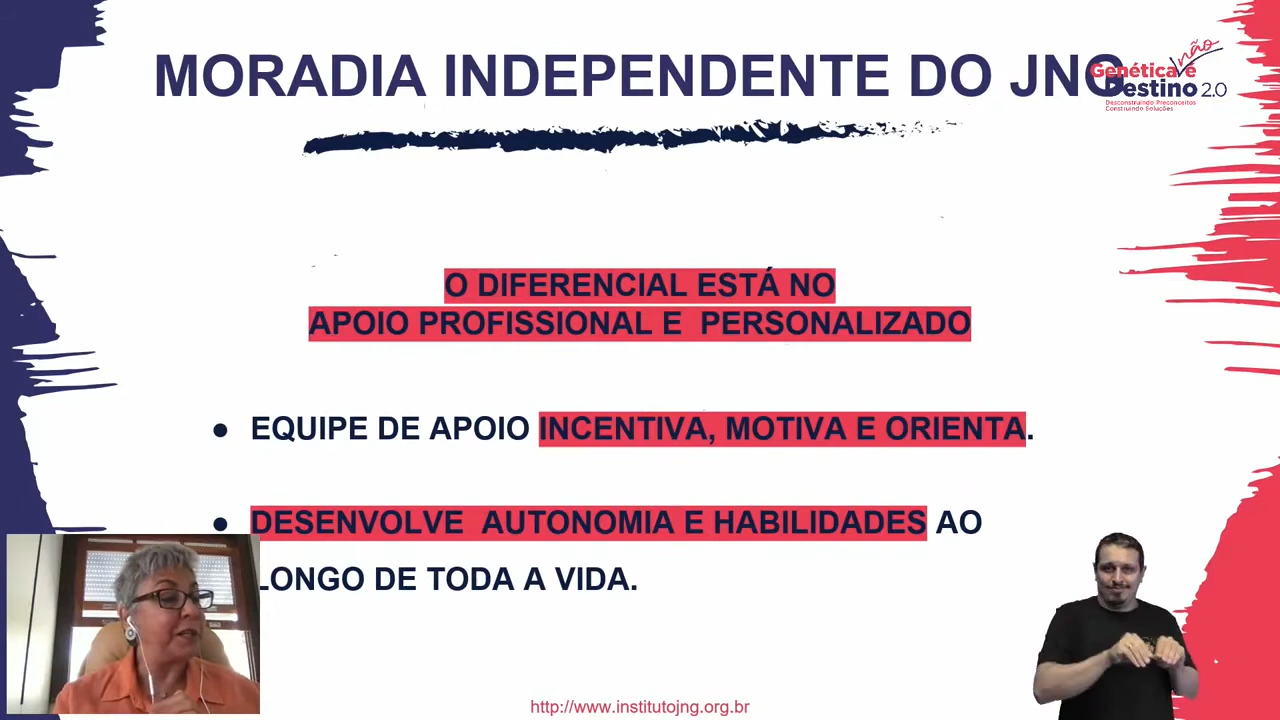 MORADIA INDEPENDENTE DO JNG
Genética não é
Destino 2.0
Desconstruindo Preconceitos
Construindo Soluções
O DIFERENCIAL ESTÁ NO
APOIO PROFISSIONAL E PERSONALIZADO
● EQUIPE DE APOIO INCENTIVA, MOTIVA E ORIENTA.
● DESENVOLVE AUTONOMIA E HABILIDADES AO
LONGO DE TODA A VIDA.
http://www.institutojng.org.br